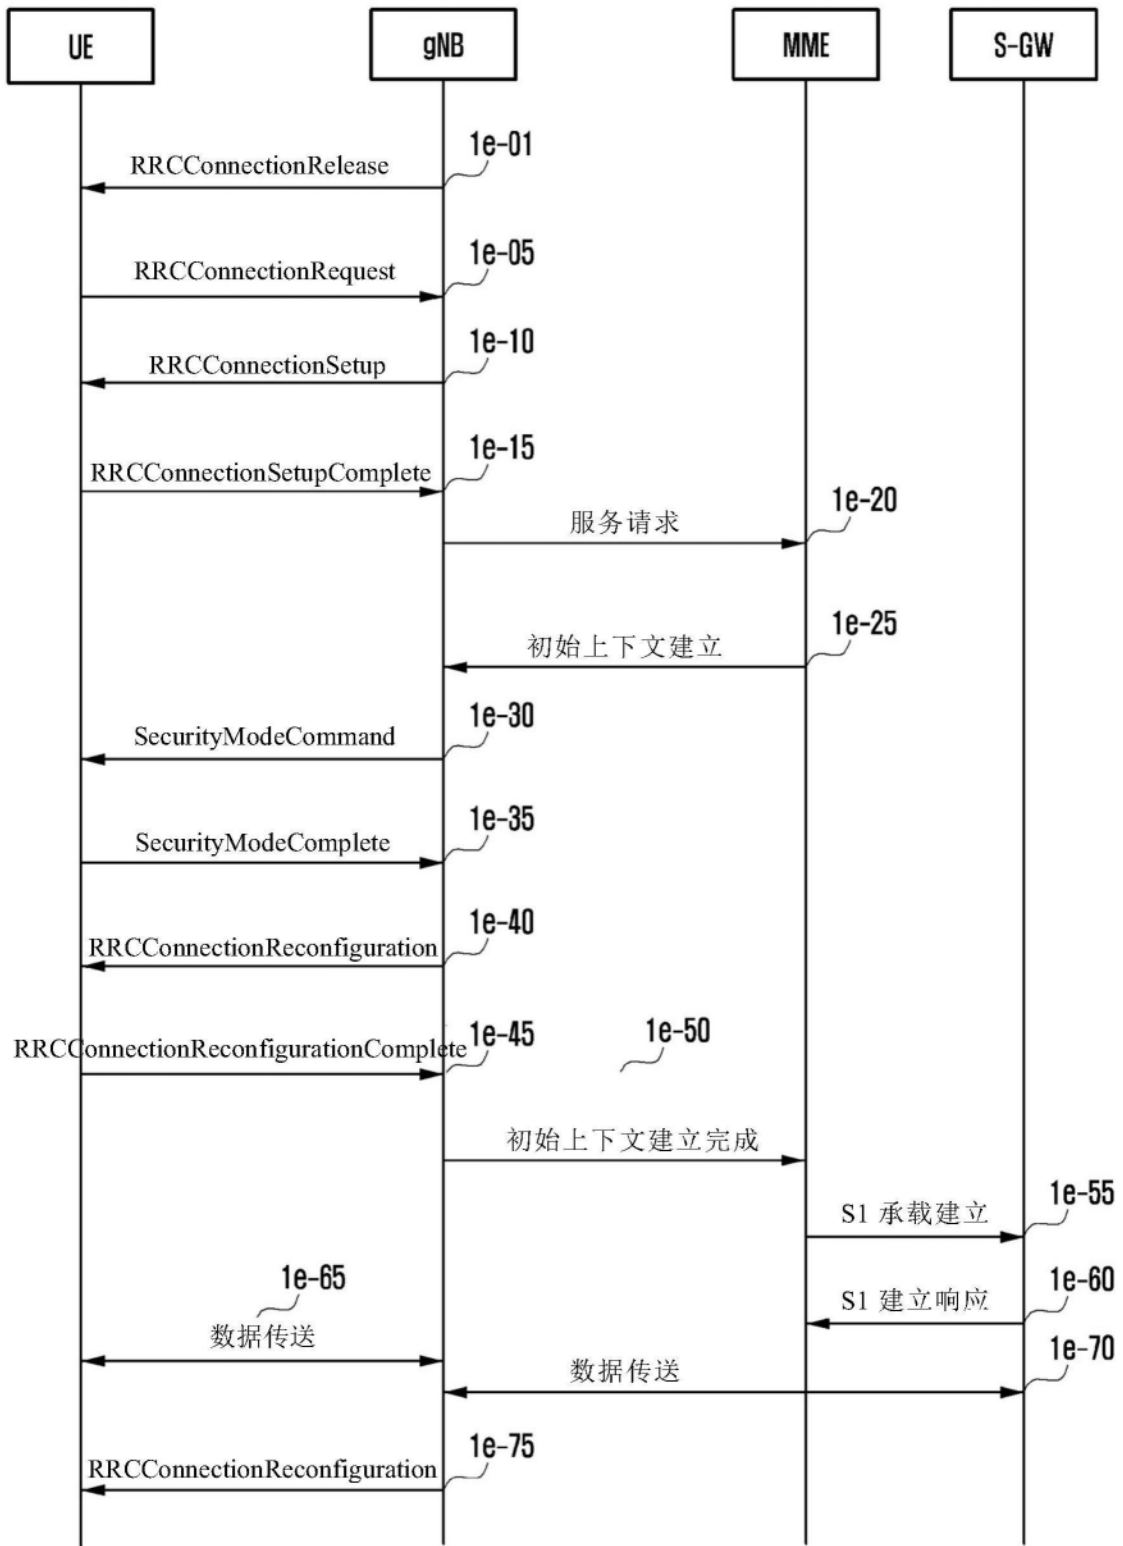 UE
gNB
MME
S-GW
1e-01
RRCConnectionRelease
1e-05
RRCConnectionRequest
1e-10
RRCConnectionSetup
1e-15
RRCConnectionSetupComplete
1e-20
服务请求
1e-25
初始上下文建立
1e-30
SecurityModeCommand
1e-35
SecurityModeComplete
1e-40
RRCConnectionReconfiguration
1e-45
1e-50
RRCConnectionReconfigurationComplete
初始上下文建立完成
1e-55
S1 承载建立
1e-65
1e-60
S1 建立响应
数据传送
1e-70
数据传送
1e-75
RRCConnectionReconfiguration